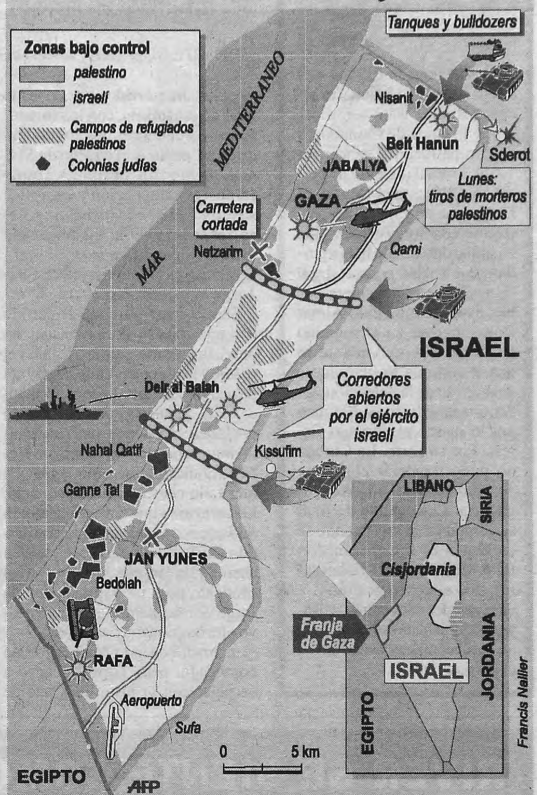 Zonas bajo control
palestino
israelí
Campos de refugiados
palestinos
Colonias judías
Tanques y bulldozers
MAR
MEDITERRANEO
Nisanit
Beit Hanun
Sderot
JABALYA
Lunes:
tiros de morteros
palestinos
GAZA
Carretera
cortada
Netzarim
Qarni
ISRAEL
Corredores
abiertos
por el ejército
israelí
Deir al Balah
Nahal Qatif
Kissufim
Ganne Tal
JAN YUNES
Bedolah
RAFA
Aeropuerto
Sufa
0 5 km
EGIPTO
AFP
LIBANO
SIRIA
Cisjordania
Franja
de Gaza
ISRAEL
JORDANIA
EGIPTO
Francis Nallier